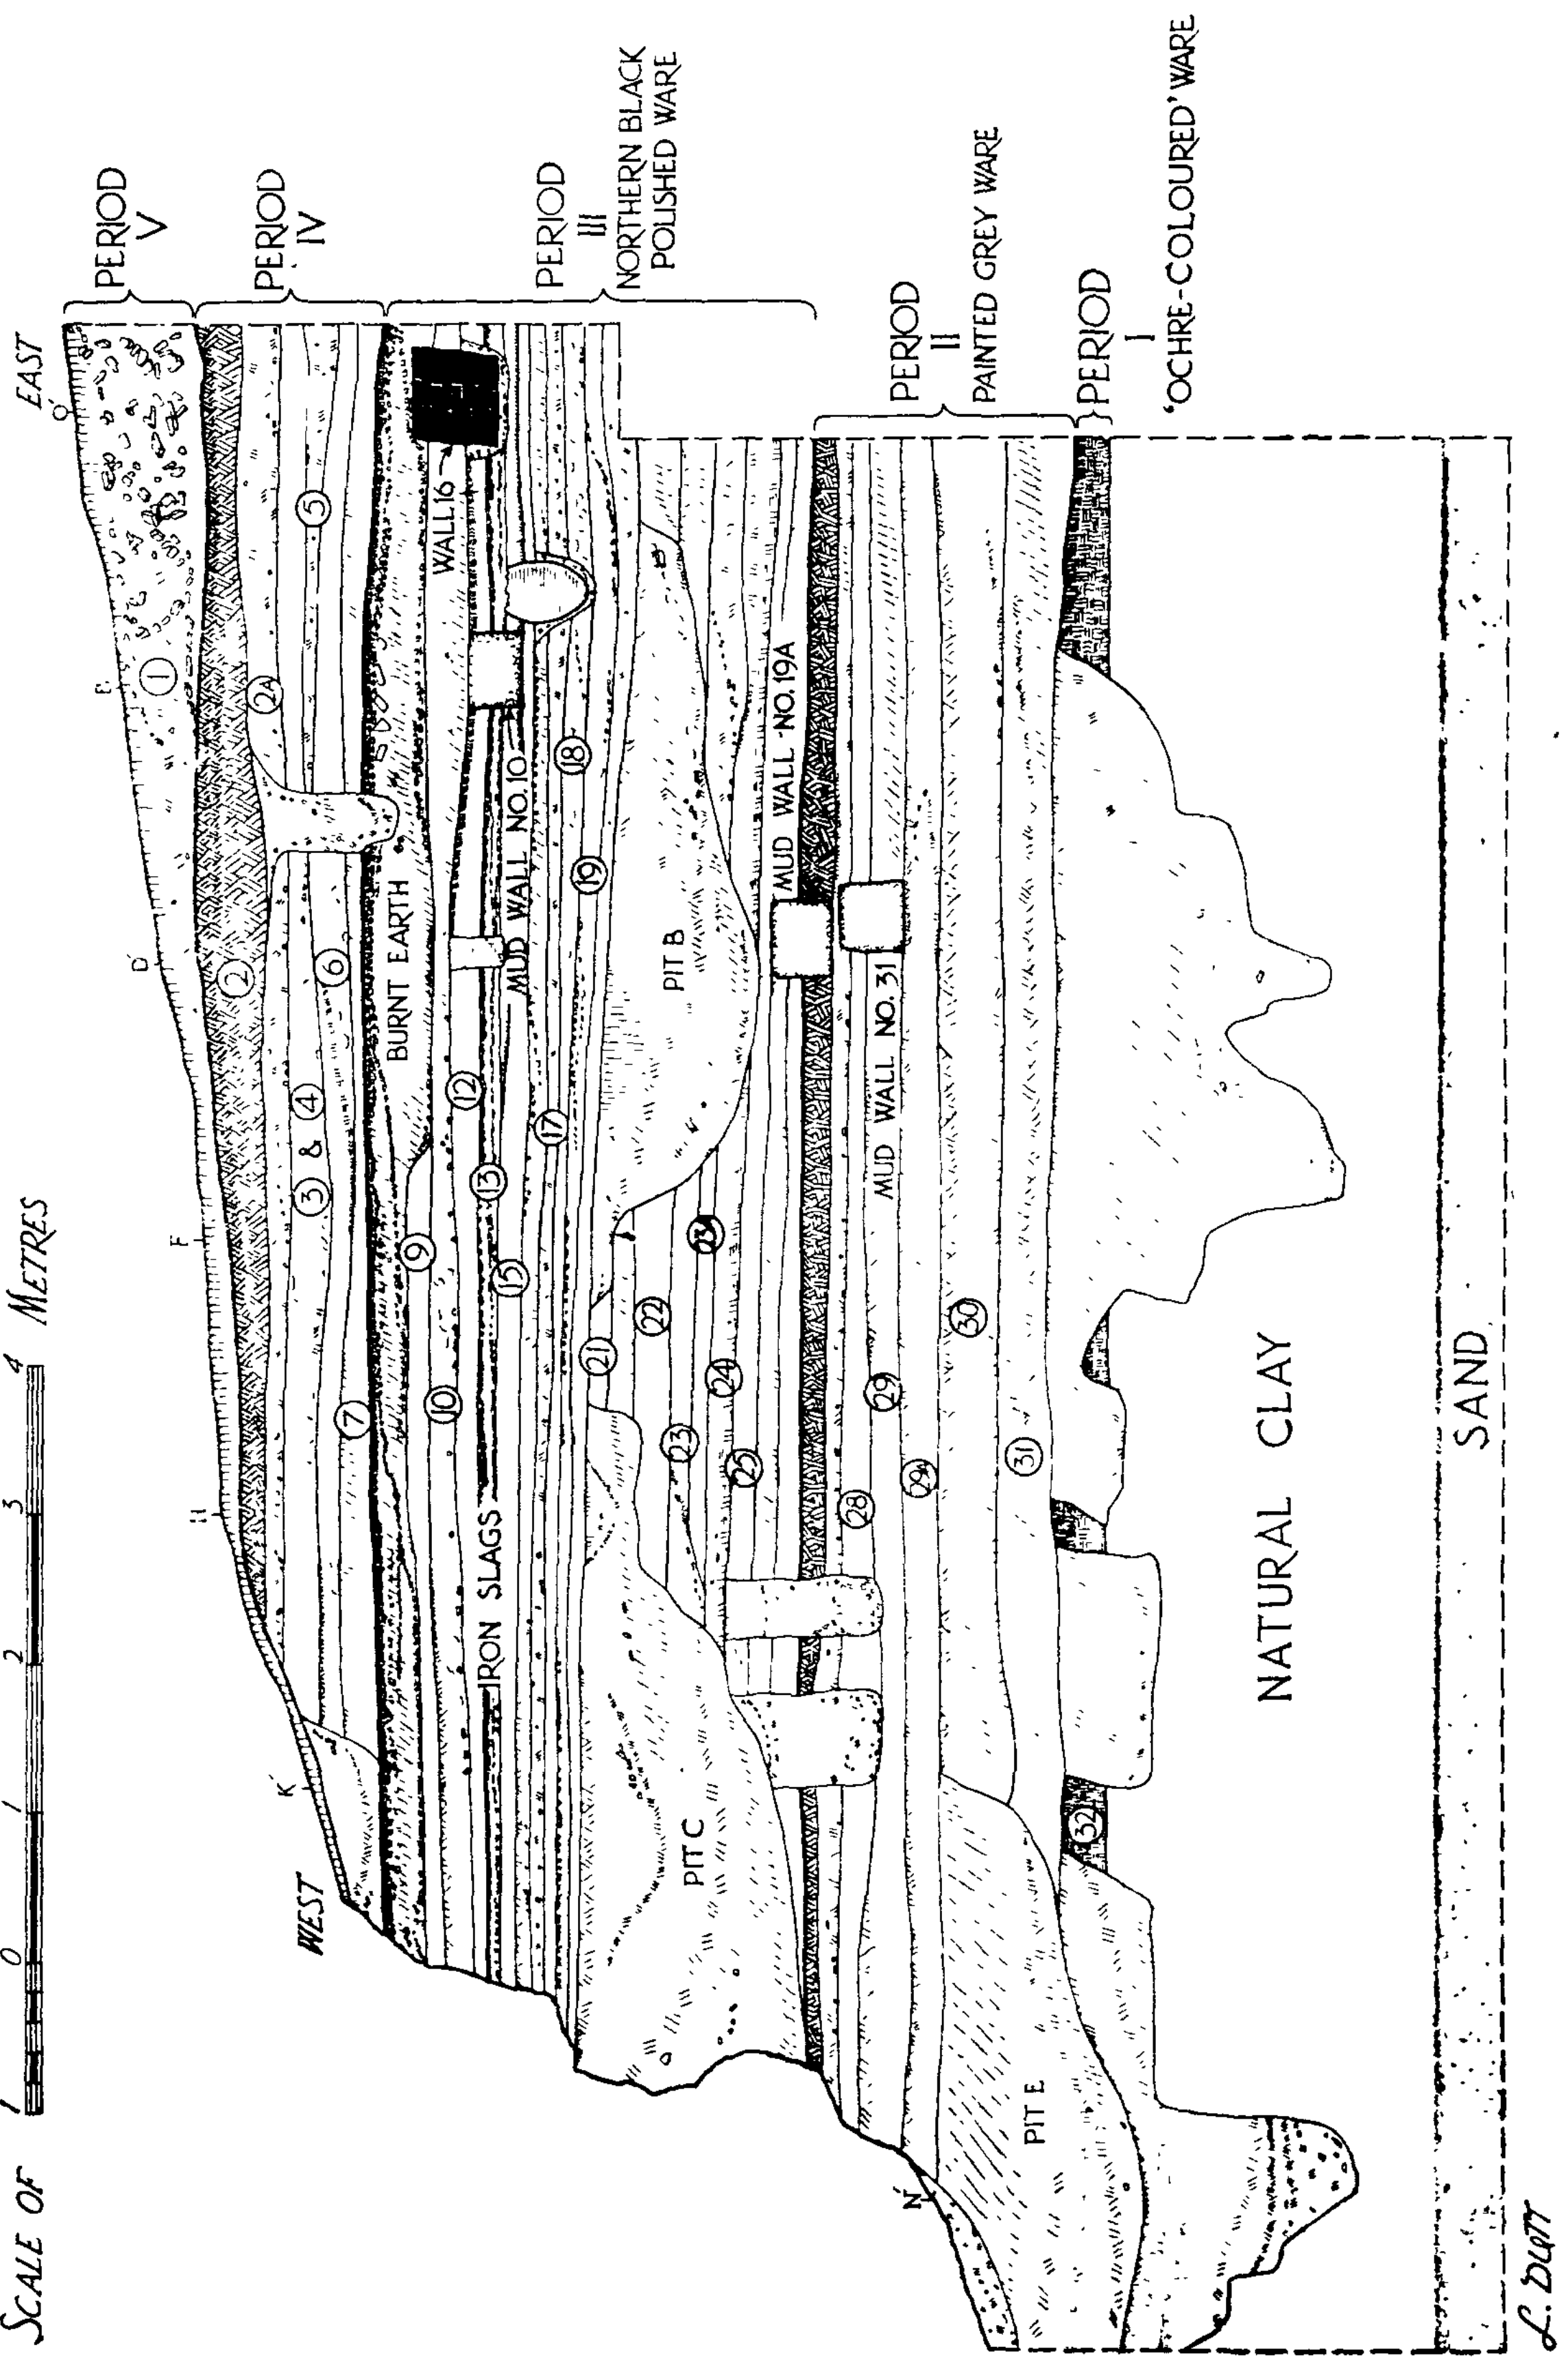 SCALE OF 1 0 1 2 3 4 METRES
WEST
EAST
K'
H
F
D'
E
O'
PERIOD
V
PERIOD
IV
PERIOD
III
NORTHERN BLACK
POLISHED WARE
PERIOD
II
PAINTED GREY WARE
PERIOD
I
'OCHRE-COLOURED' WARE
1
2
2A
3 & 4
5
6
7
BURNT EARTH
9
10
WALL 16
12
13
IRON SLAGS
MUD WALL NO. 10
15
17
18
19
21
22
PIT B
PIT C
23
23A
24
25
MUD WALL NO. 19A
28
29
MUD WALL NO. 31
29A
30
31
N'
PIT E
32
NATURAL CLAY
SAND
L. DUTT